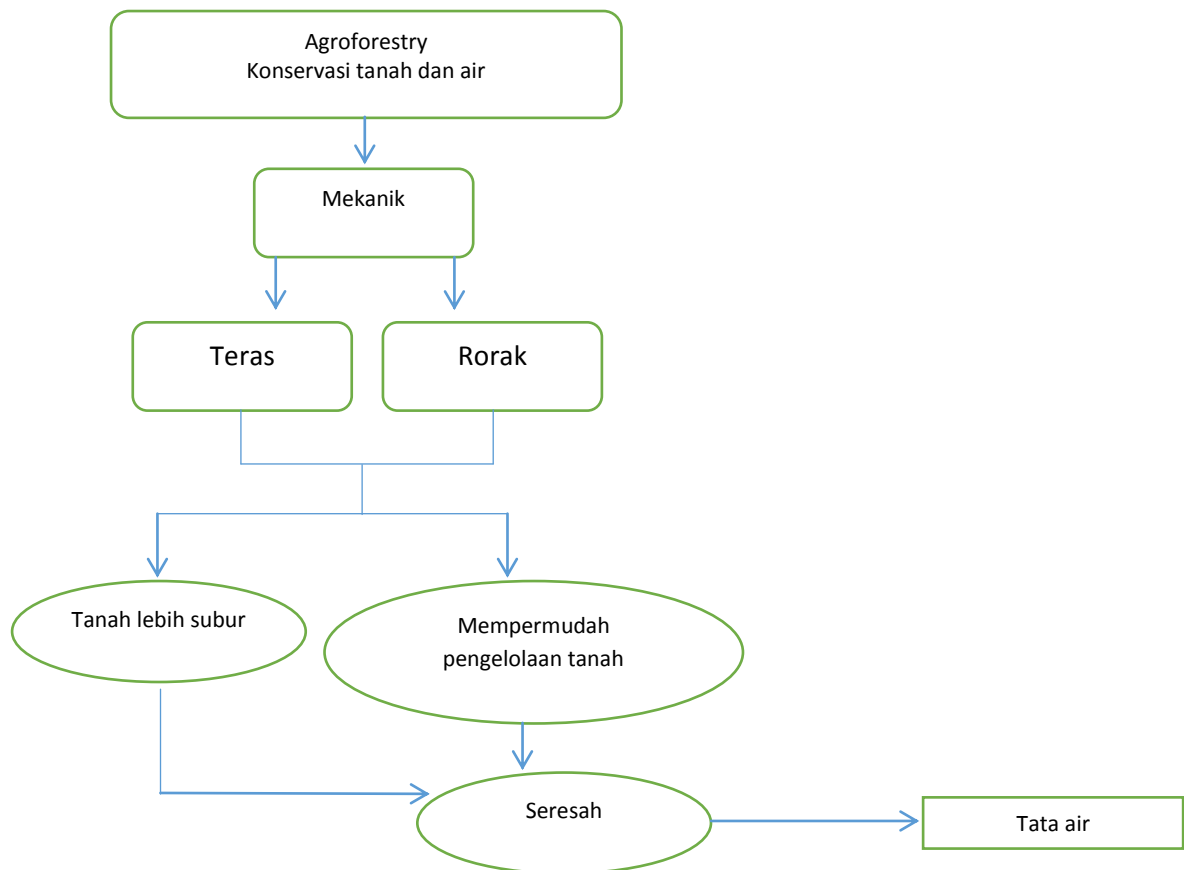 Agroforestry
Konservasi tanah dan air
Mekanik
Teras
Rorak
Tanah lebih subur
Mempermudah
pengelolaan tanah
Seresah
Tata air